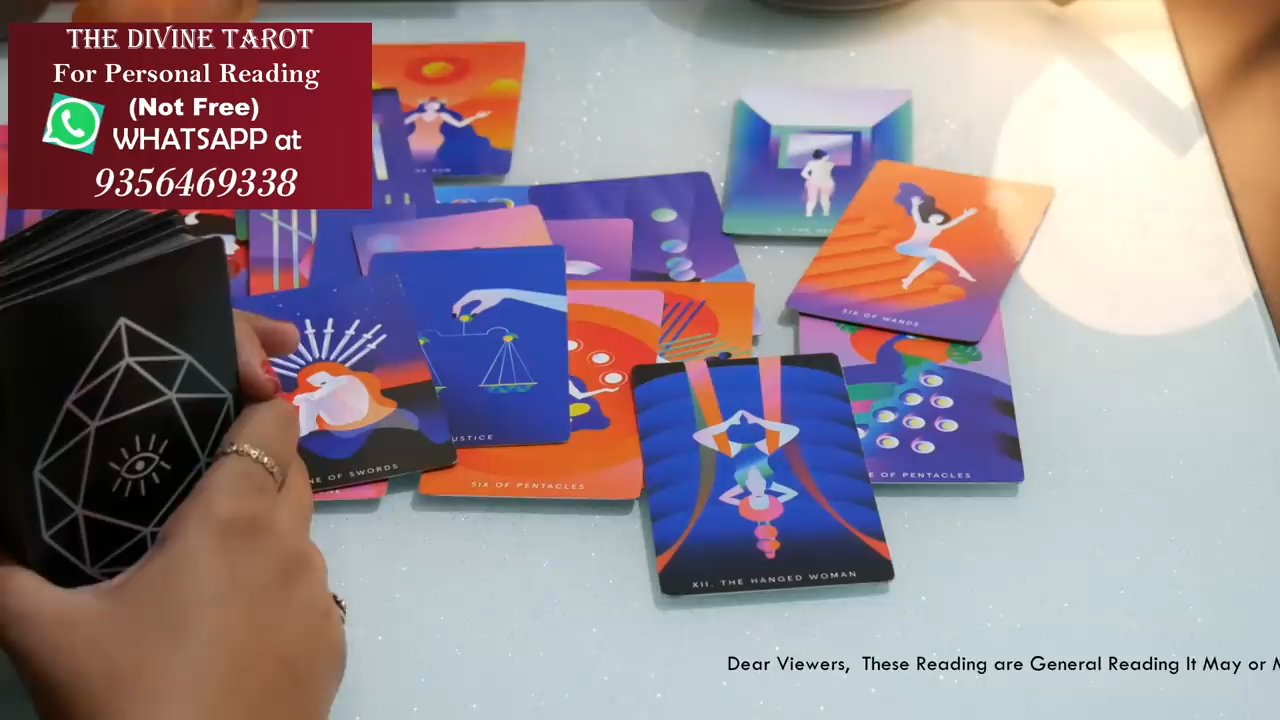 THE DIVINE TAROT
For Personal Reading
(Not Free)
WHATSAPP at
9356469338
SIX OF WANDS
USTICE
NE OF SWORDS
SIX OF PENTACLES
E OF PENTACLES
XII. THE HANGED WOMAN
Dear Viewers, These Reading are General Reading It May or M